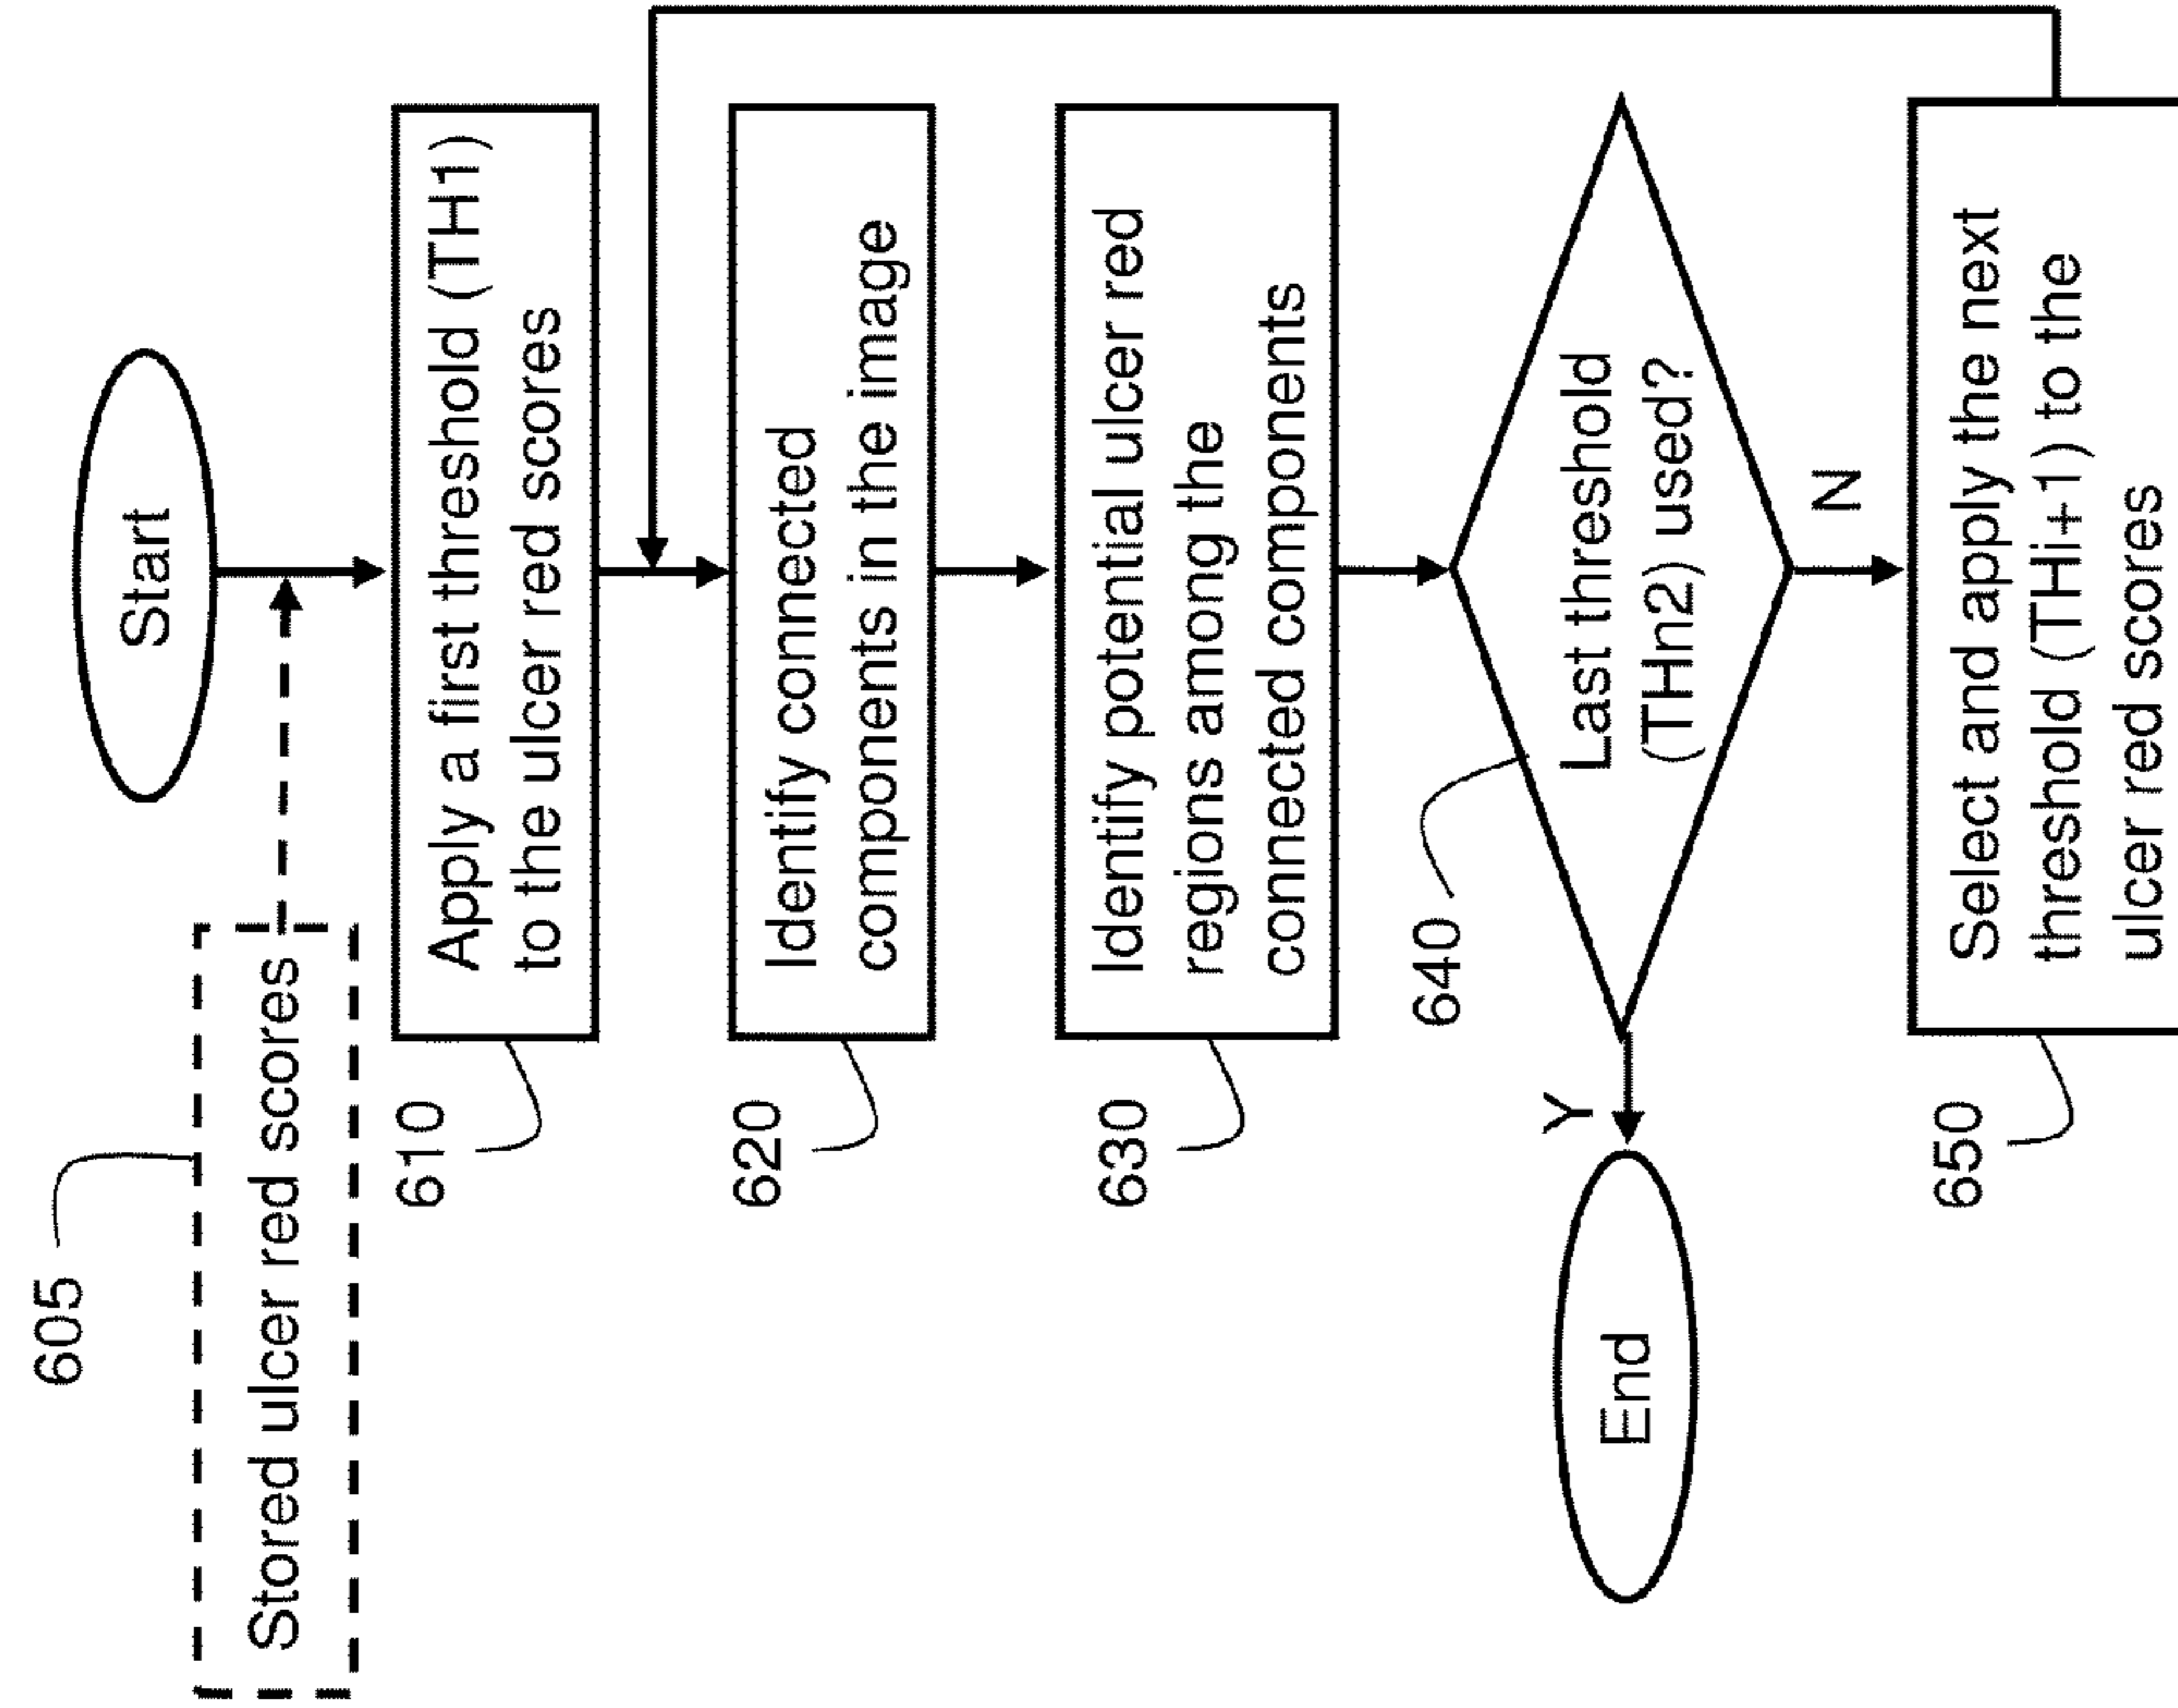 Start
605
Stored ulcer red scores
610
Apply a first threshold (TH1)
to the ulcer red scores
620
Identify connected
components in the image
630
Identify potential ulcer red
regions among the
connected components
640
Last threshold
(THn2) used?
Y
End
N
650
Select and apply the next
threshold (THi+1) to the
ulcer red scores